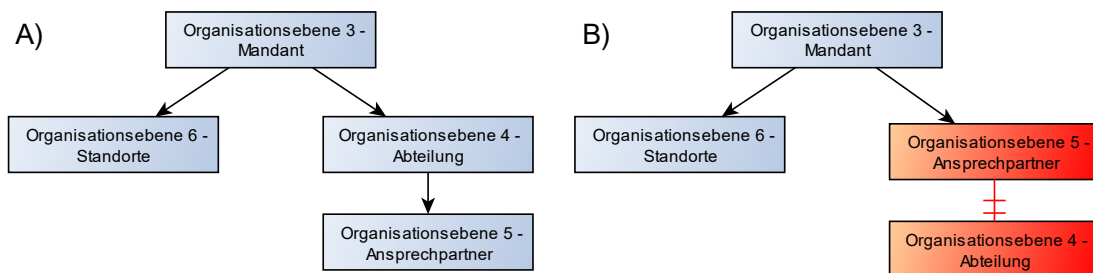 A)
Organisationsebene 3 -
Mandant
Organisationsebene 6 -
Standorte
Organisationsebene 4 -
Abteilung
Organisationsebene 5 -
Ansprechpartner
B)
Organisationsebene 3 -
Mandant
Organisationsebene 6 -
Standorte
Organisationsebene 5 -
Ansprechpartner
Organisationsebene 4 -
Abteilung